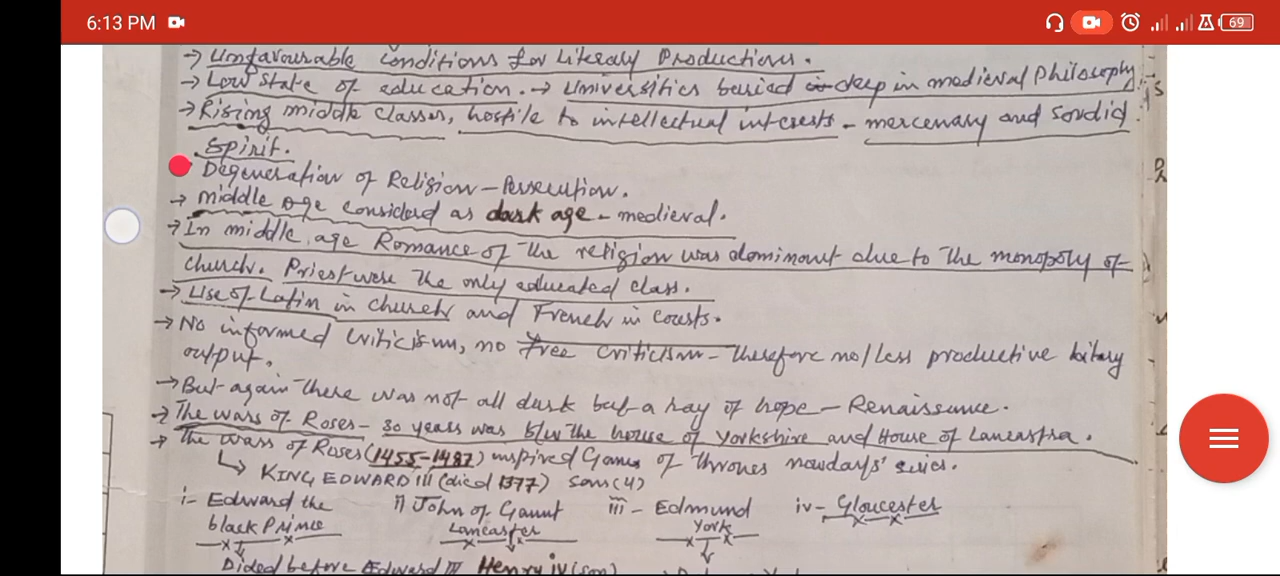 6:13 PM
69
→ Unfavourable Conditions for Literary Productions.
→ Low state of education. → Universities buried in deep in medieval Philosophy.
→ Rising middle classes, hostile to intellectual interests - mercenary and sordid
Spirit.
Degeneration of Religion - Persecution.
→ Middle age considerd as dark age - medieval.
→ In middle age Romance of the religion was dominant due to the monopoly of
church. Priest were the only educated class.
→ Use of Latin in church and French in courts.
→ No informed criticism, no free criticism - therefore no/less productive litary
output.
→ But again there was not all dark but a ray of hope - Renaissance.
→ The wars of Roses - 30 years was b/w the house of Yorkshire and House of Lancastra.
→ The wars of Roses (1455-1487) inspired Game of thrones nowdays' series.
↳ KING EDWARD III (died 1377) sons (4)
i- Edward the ii) John of Gaunt iii - Edmund iv - Gloucester
black Prince Lancaster York
Dided before Edward III Henry iv (son)